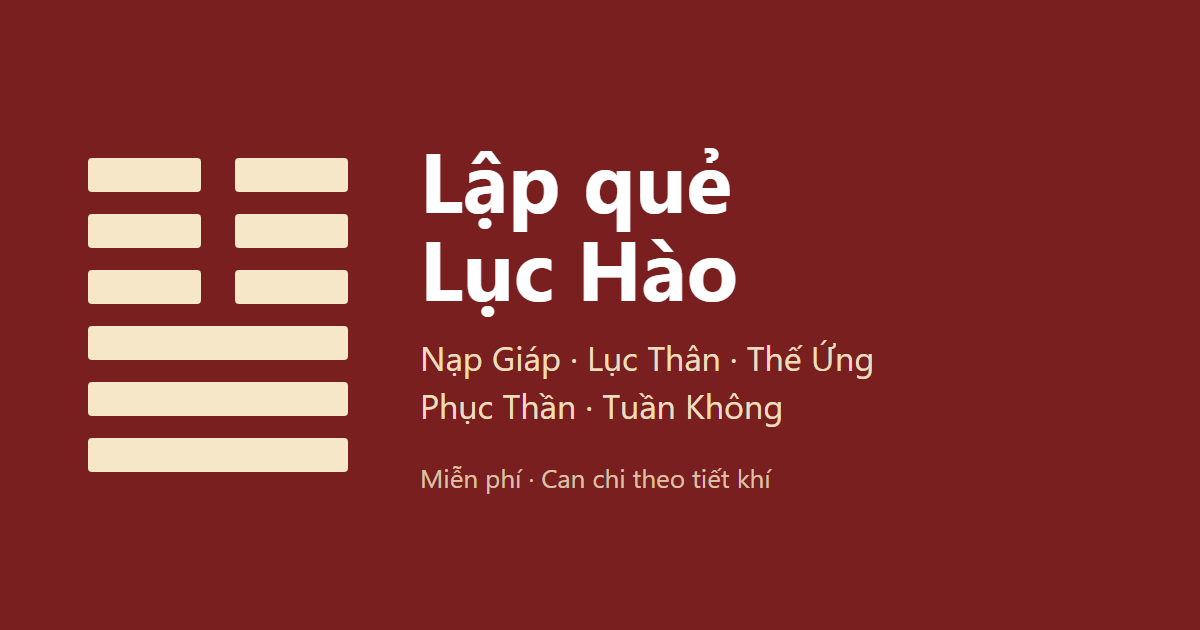 Lập quẻ
Lục Hào
Nạp Giáp · Lục Thân · Thế Ứng
Phục Thần · Tuần Không
Miễn phí · Can chi theo tiết khí